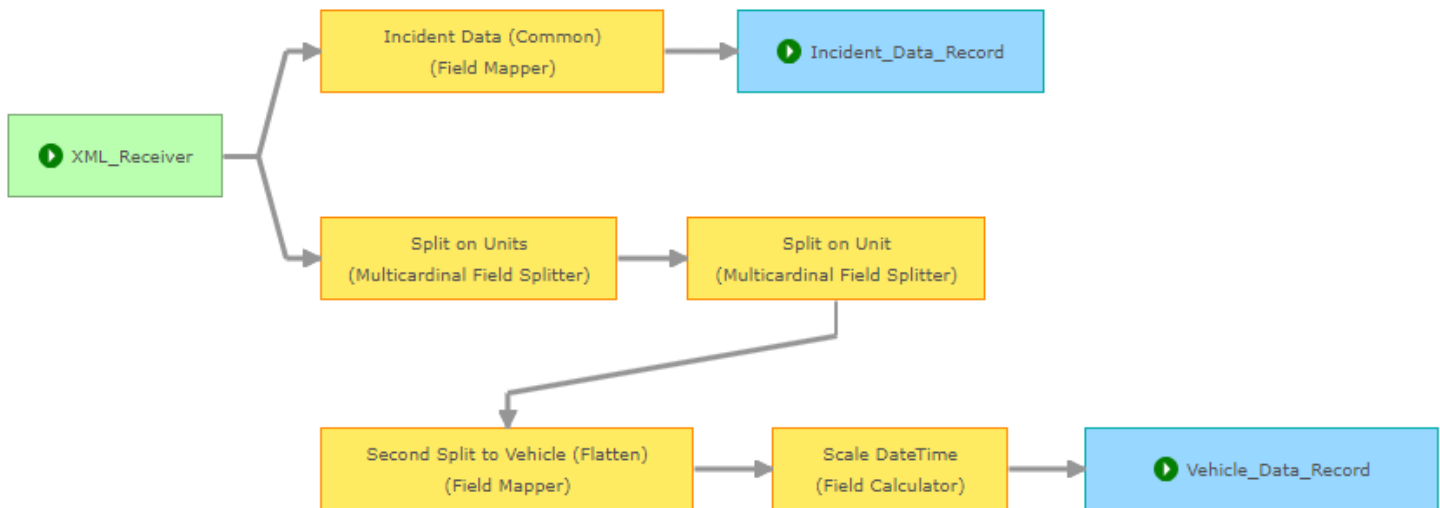 Incident Data (Common)
(Field Mapper)
Incident_Data_Record
XML_Receiver
Split on Units
(Multicardinal Field Splitter)
Split on Unit
(Multicardinal Field Splitter)
Second Split to Vehicle (Flatten)
(Field Mapper)
Scale DateTime
(Field Calculator)
Vehicle_Data_Record